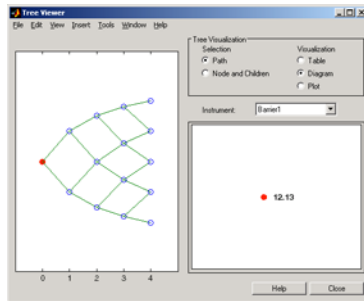 Tree Viewer
File Edit View Insert Tools Window Help
Tree Visualization
Selection
Visualization
Path
Table
Node and Children
Diagram
Plot
Instrument:
Barrier1
12.13
0 1 2 3 4
Help
Close